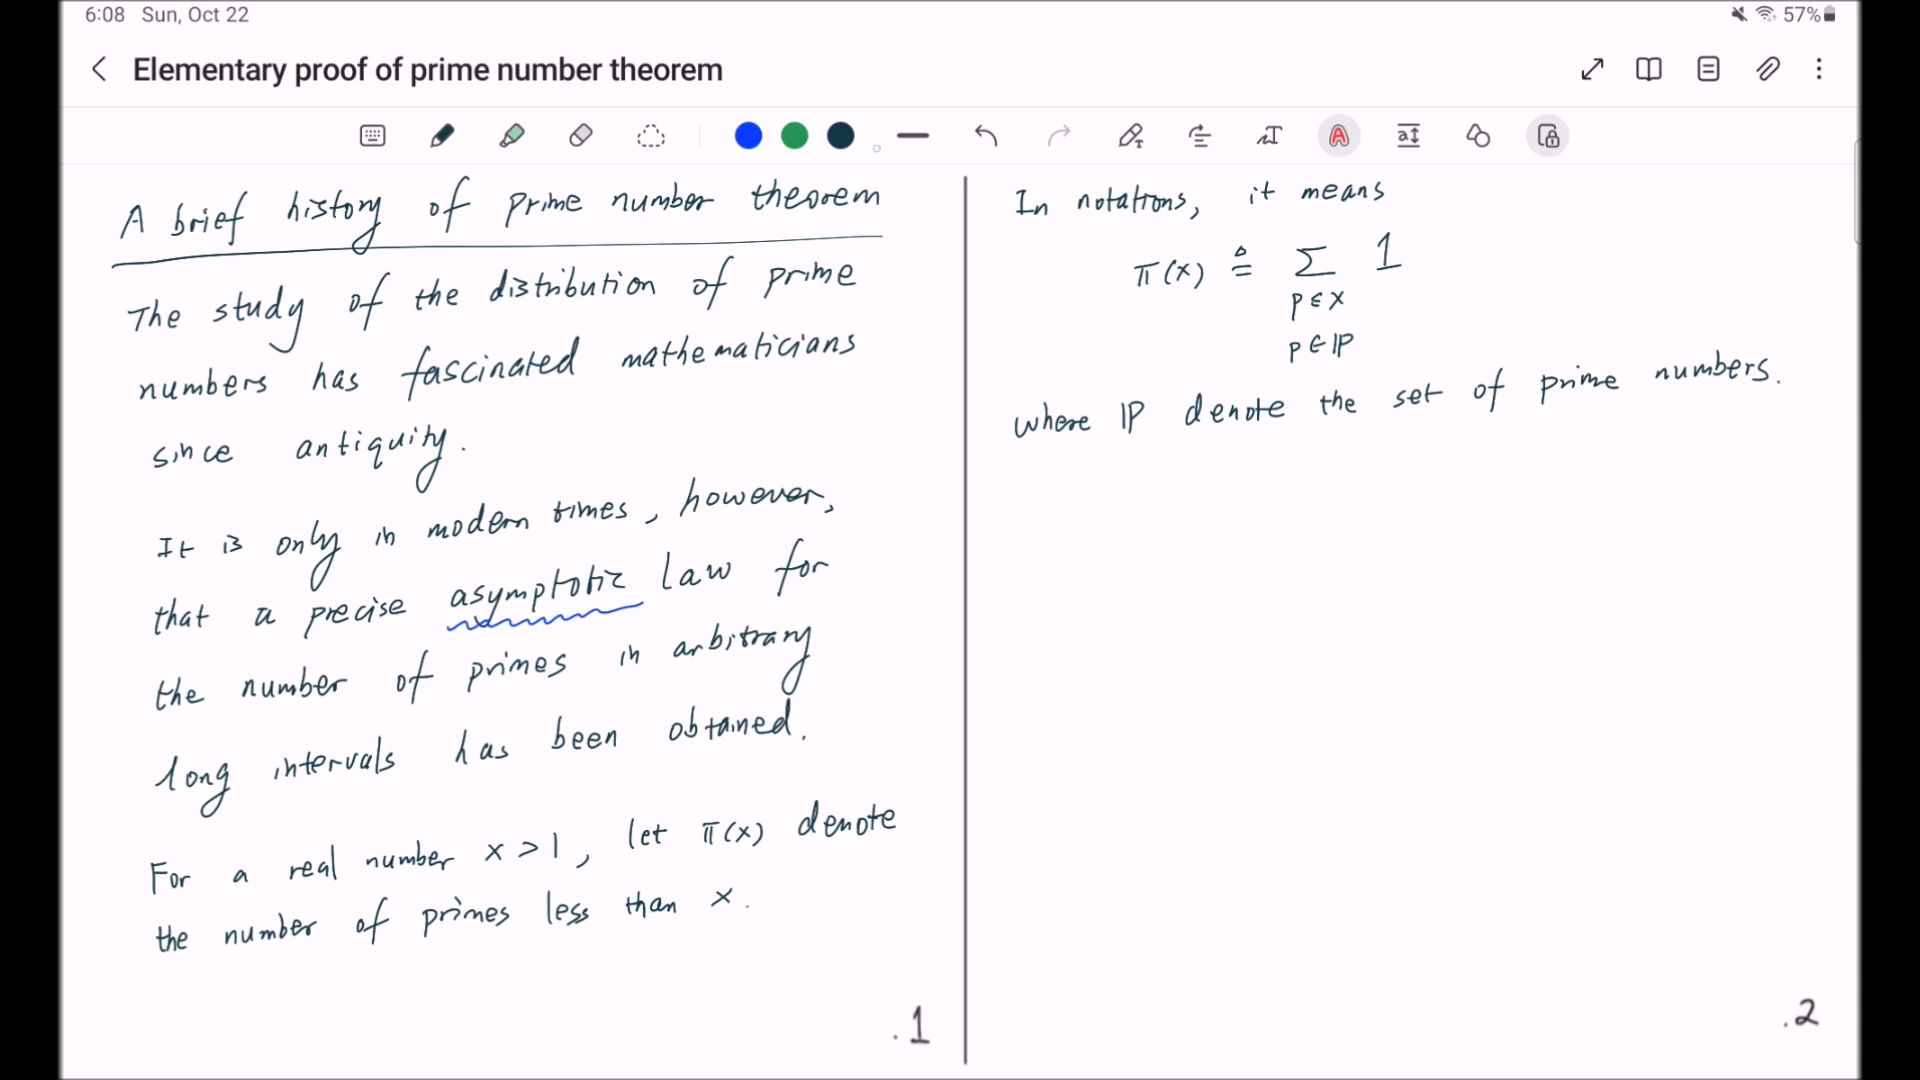 6:08 Sun, Oct 22
57%
Elementary proof of prime number theorem
A brief history of prime number theorem
The study of the distribution of prime
numbers has fascinated mathematicians
since antiquity.
It is only in modern times, however,
that a precise asymptotic law for
the number of primes in arbitrary
long intervals has been obtained.
For a real number x > 1, let π(x) denote
the number of primes less than x.
.1
In notations, it means
π(x) ≜ Σ 1
p ∈ x
p ∈ ℙ
where ℙ denote the set of prime numbers.
.2